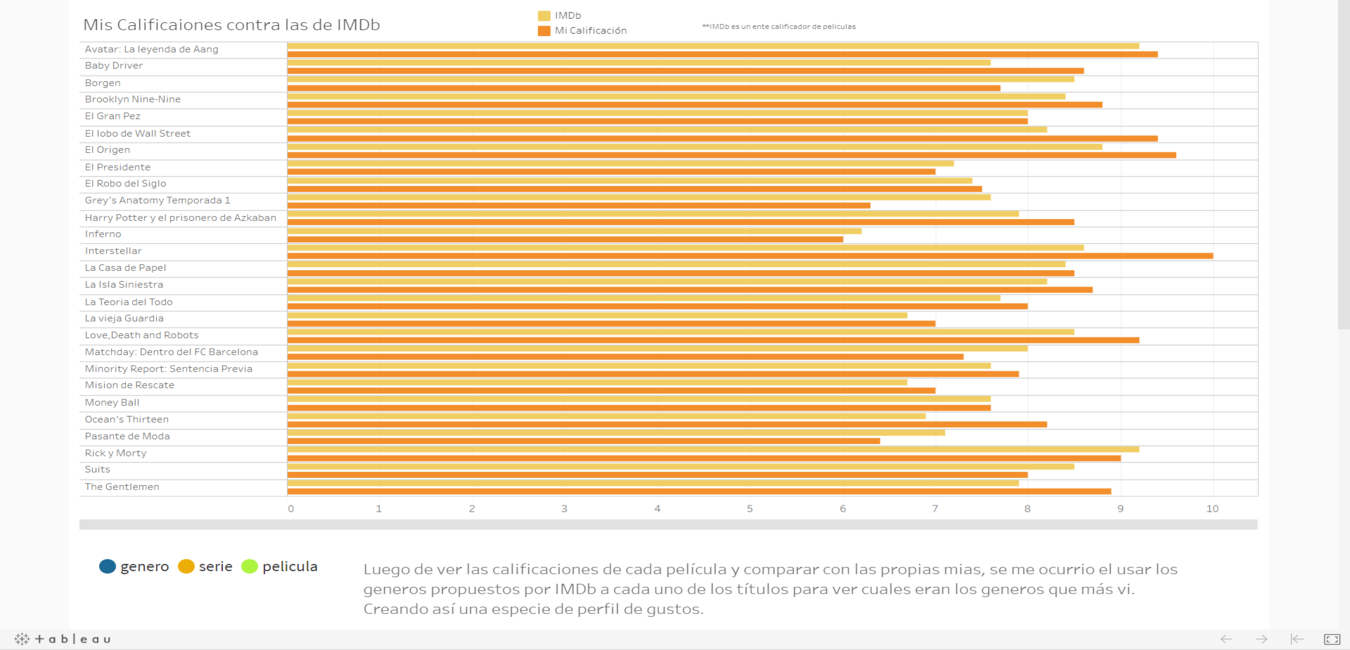 Mis Calificaiones contra las de IMDb
IMDb
Mi Calificación
**IMDb es un ente calificador de peliculas
Avatar: La leyenda de Aang
Baby Driver
Borgen
Brooklyn Nine-Nine
El Gran Pez
El lobo de Wall Street
El Origen
El Presidente
El Robo del Siglo
Grey's Anatomy Temporada 1
Harry Potter y el prisonero de Azkaban
Inferno
Interstellar
La Casa de Papel
La Isla Siniestra
La Teoria del Todo
La vieja Guardia
Love,Death and Robots
Matchday: Dentro del FC Barcelona
Minority Report: Sentencia Previa
Mision de Rescate
Money Ball
Ocean's Thirteen
Pasante de Moda
Rick y Morty
Suits
The Gentlemen
0 1 2 3 4 5 6 7 8 9 10
genero serie pelicula
Luego de ver las calificaciones de cada película y comparar con las propias mias, se me ocurrio el usar los
generos propuestos por IMDb a cada uno de los títulos para ver cuales eran los generos que más vi.
Creando así una especie de perfil de gustos.
+ableau